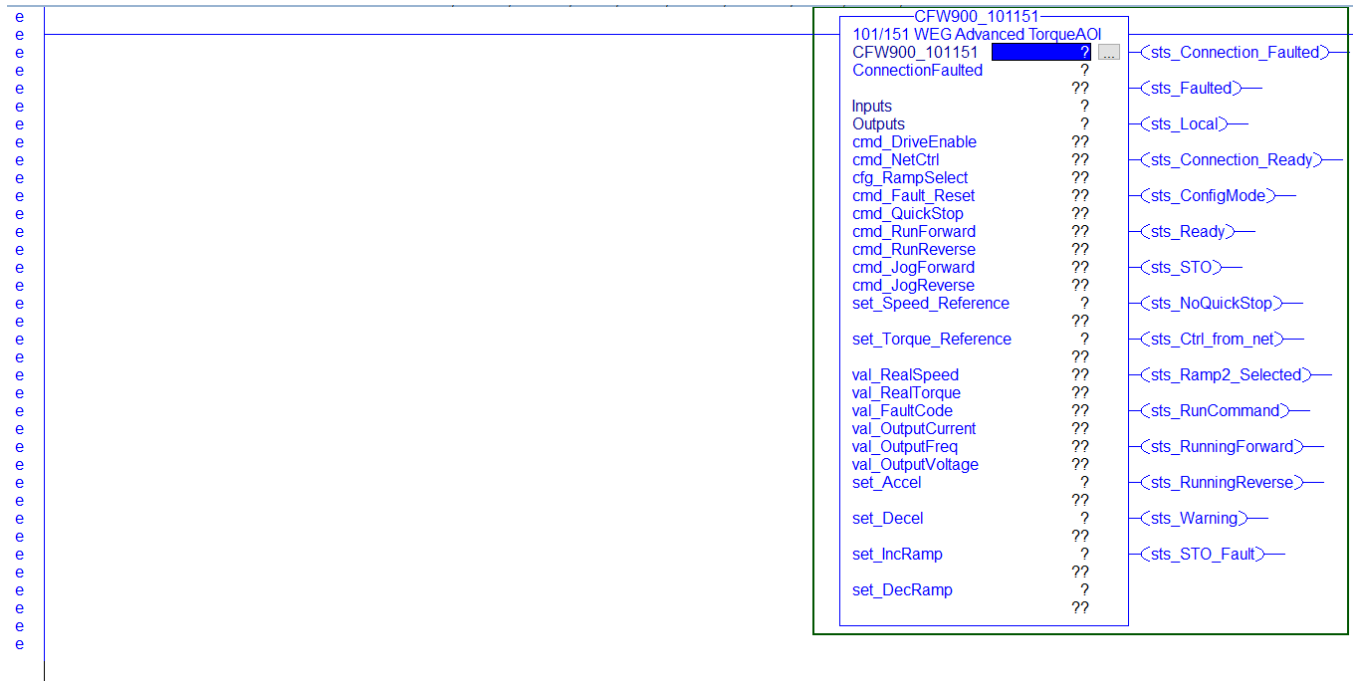 e
e CFW900_101151
e 101/151 WEG Advanced TorqueAOI
e CFW900_101151 ? ... sts_Connection_Faulted
e ConnectionFaulted ?
e ?? sts_Faulted
e Inputs ?
e Outputs ? sts_Local
e cmd_DriveEnable ??
e cmd_NetCtrl ?? sts_Connection_Ready
e cfg_RampSelect ??
e cmd_Fault_Reset ?? sts_ConfigMode
e cmd_QuickStop ??
e cmd_RunForward ?? sts_Ready
e cmd_RunReverse ??
e cmd_JogForward ?? sts_STO
e cmd_JogReverse ??
e set_Speed_Reference ? sts_NoQuickStop
e ??
e set_Torque_Reference ? sts_Ctrl_from_net
e ??
e val_RealSpeed ?? sts_Ramp2_Selected
e val_RealTorque ??
e val_FaultCode ?? sts_RunCommand
e val_OutputCurrent ??
e val_OutputFreq ?? sts_RunningForward
e val_OutputVoltage ??
e set_Accel ? sts_RunningReverse
e ??
e set_Decel ? sts_Warning
e ??
e set_IncRamp ? sts_STO_Fault
e ??
e set_DecRamp ?
e ??
e